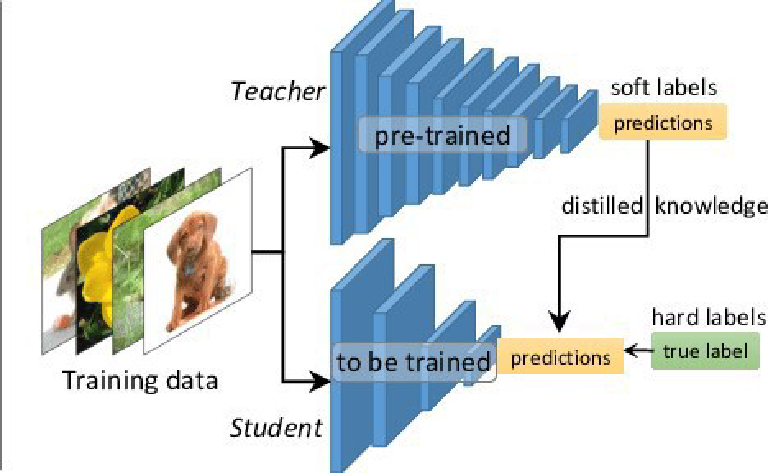 Teacher
soft labels
predictions
pre-trained
distilled knowledge
hard labels
true label
to be trained
predictions
Training data
Student